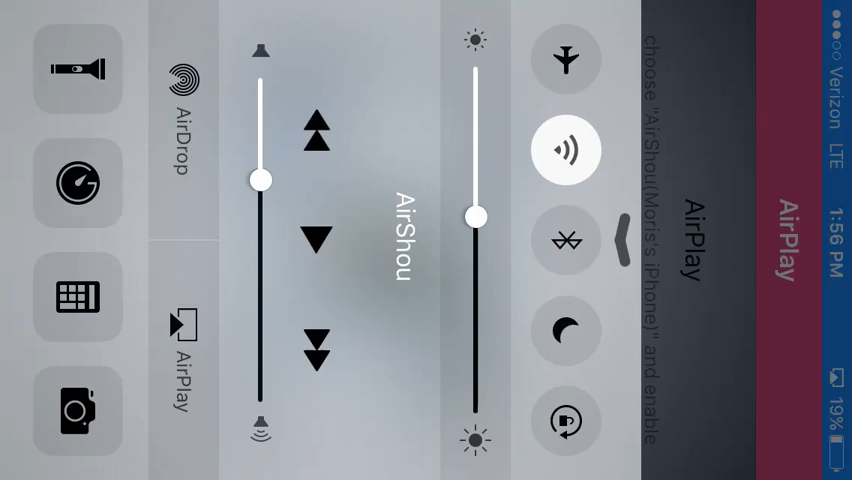 Verizon LTE 1:56 PM 19%
AirPlay
AirPlay
choose "AirShou(Moris's iPhone)" and enable
AirShou
AirDrop AirPlay